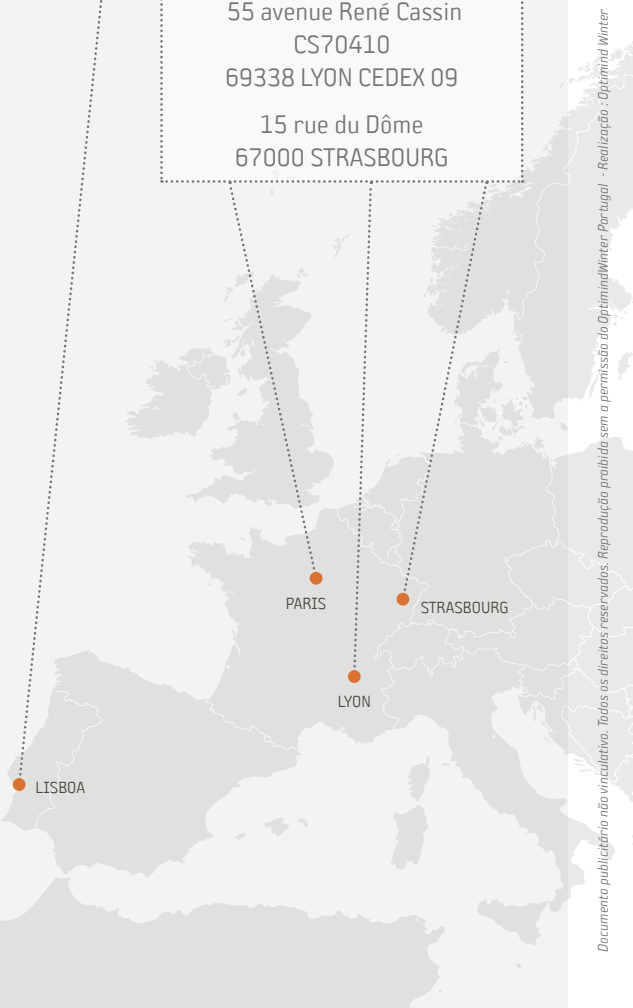 55 avenue René Cassin
CS70410
69338 LYON CEDEX 09
15 rue du Dôme
67000 STRASBOURG
PARIS
STRASBOURG
LYON
LISBOA
Documento publicitário não vinculativo. Todos os direitos reservados. Reprodução proibida sem a permissão do OptimindWinter Portugal - Realização : Optimind Winter